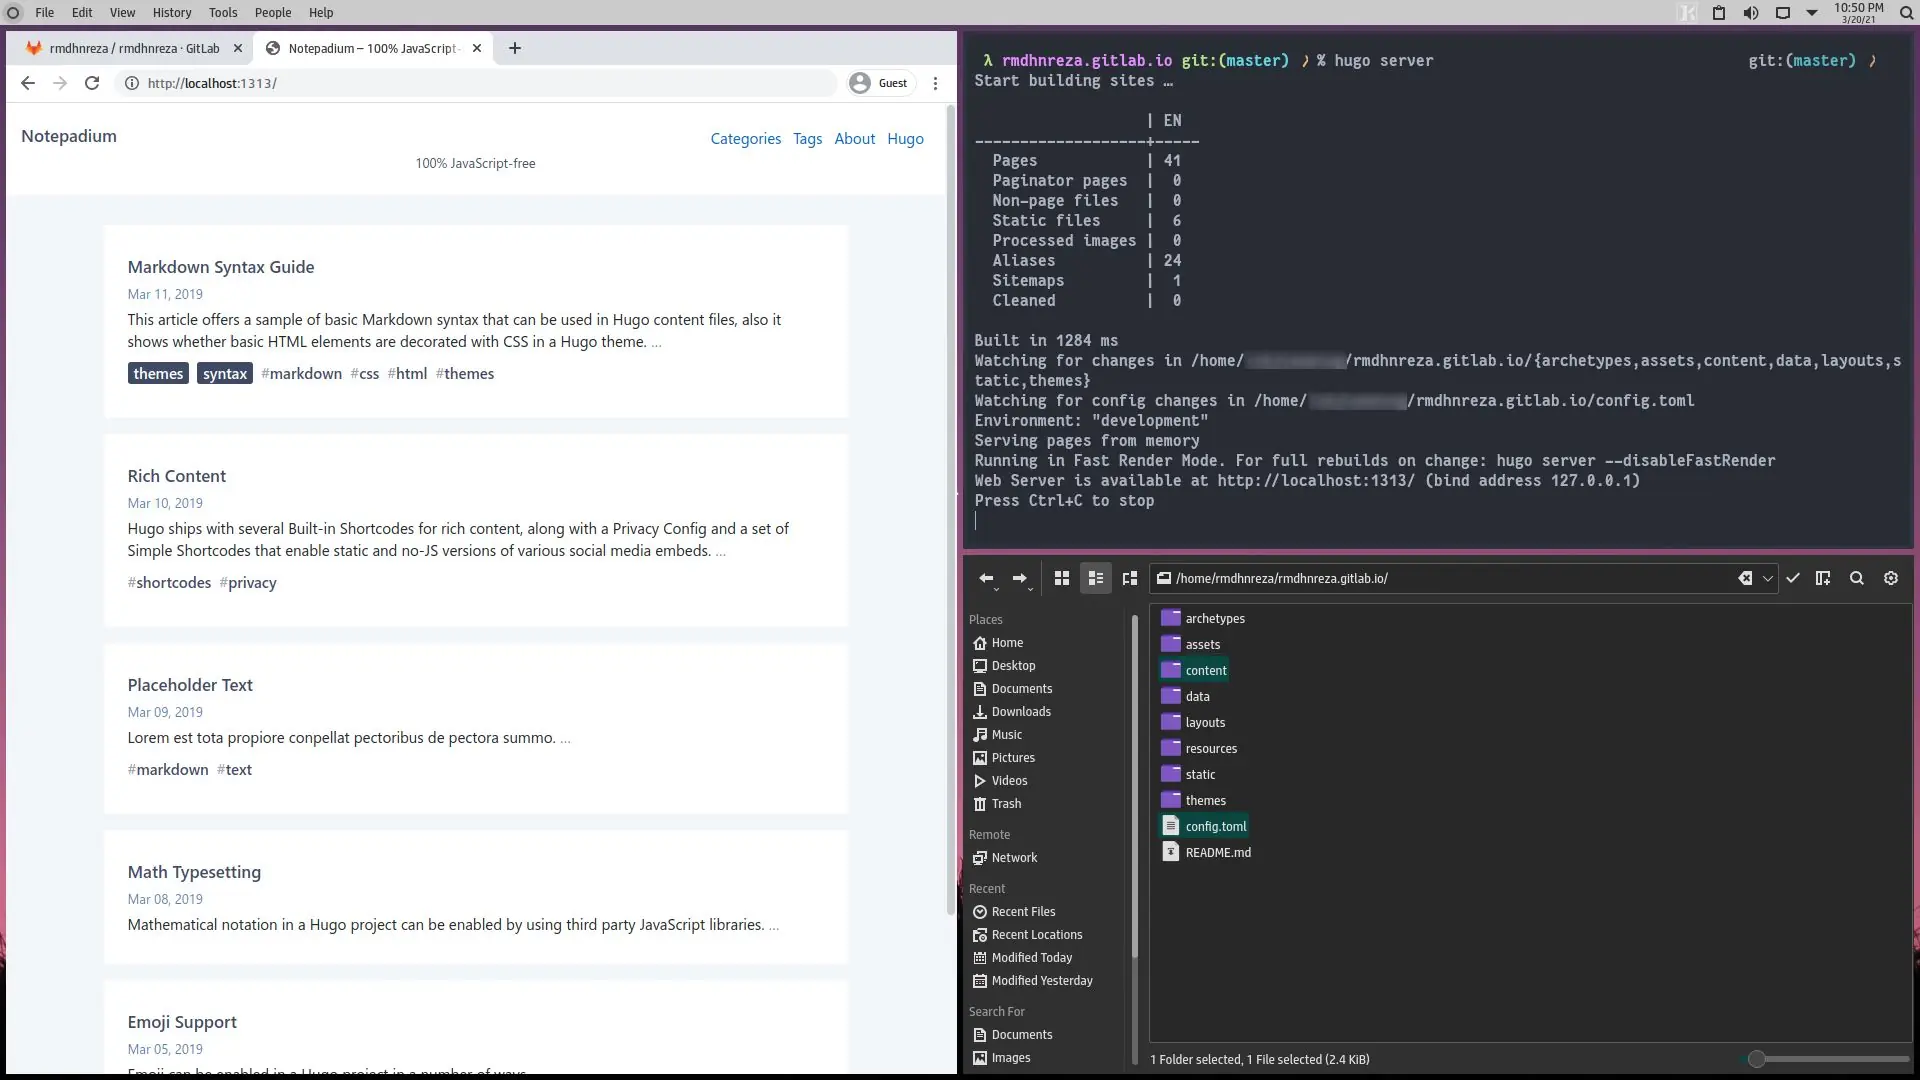 File Edit View History Tools People Help
10:50 PM
3/20/21
rmdhnreza / rmdhnreza · GitLab
Notepadium – 100% JavaScript-
http://localhost:1313/
Guest
Notepadium
Categories Tags About Hugo
100% JavaScript-free
Markdown Syntax Guide
Mar 11, 2019
This article offers a sample of basic Markdown syntax that can be used in Hugo content files, also it
shows whether basic HTML elements are decorated with CSS in a Hugo theme. ...
themes syntax #markdown #css #html #themes
Rich Content
Mar 10, 2019
Hugo ships with several Built-in Shortcodes for rich content, along with a Privacy Config and a set of
Simple Shortcodes that enable static and no-JS versions of various social media embeds. ...
#shortcodes #privacy
Placeholder Text
Mar 09, 2019
Lorem est tota propiore conpellat pectoribus de pectora summo. ...
#markdown #text
Math Typesetting
Mar 08, 2019
Mathematical notation in a Hugo project can be enabled by using third party JavaScript libraries. ...
Emoji Support
Mar 05, 2019
Emoji can be enabled in a Hugo project in a number of ways.
λ rmdhnreza.gitlab.io git:(master) ❯ % hugo server git:(master) ❯
Start building sites …
| EN
-------------------+-----
Pages | 41
Paginator pages | 0
Non-page files | 0
Static files | 6
Processed images | 0
Aliases | 24
Sitemaps | 1
Cleaned | 0
Built in 1284 ms
Watching for changes in /home/ /rmdhnreza.gitlab.io/{archetypes,assets,content,data,layouts,s
tatic,themes}
Watching for config changes in /home/ /rmdhnreza.gitlab.io/config.toml
Environment: "development"
Serving pages from memory
Running in Fast Render Mode. For full rebuilds on change: hugo server --disableFastRender
Web Server is available at http://localhost:1313/ (bind address 127.0.0.1)
Press Ctrl+C to stop
/home/rmdhnreza/rmdhnreza.gitlab.io/
Places
Home
Desktop
Documents
Downloads
Music
Pictures
Videos
Trash
Remote
Network
Recent
Recent Files
Recent Locations
Modified Today
Modified Yesterday
Search For
Documents
Images
archetypes
assets
content
data
layouts
resources
static
themes
config.toml
README.md
1 Folder selected, 1 File selected (2.4 KiB)